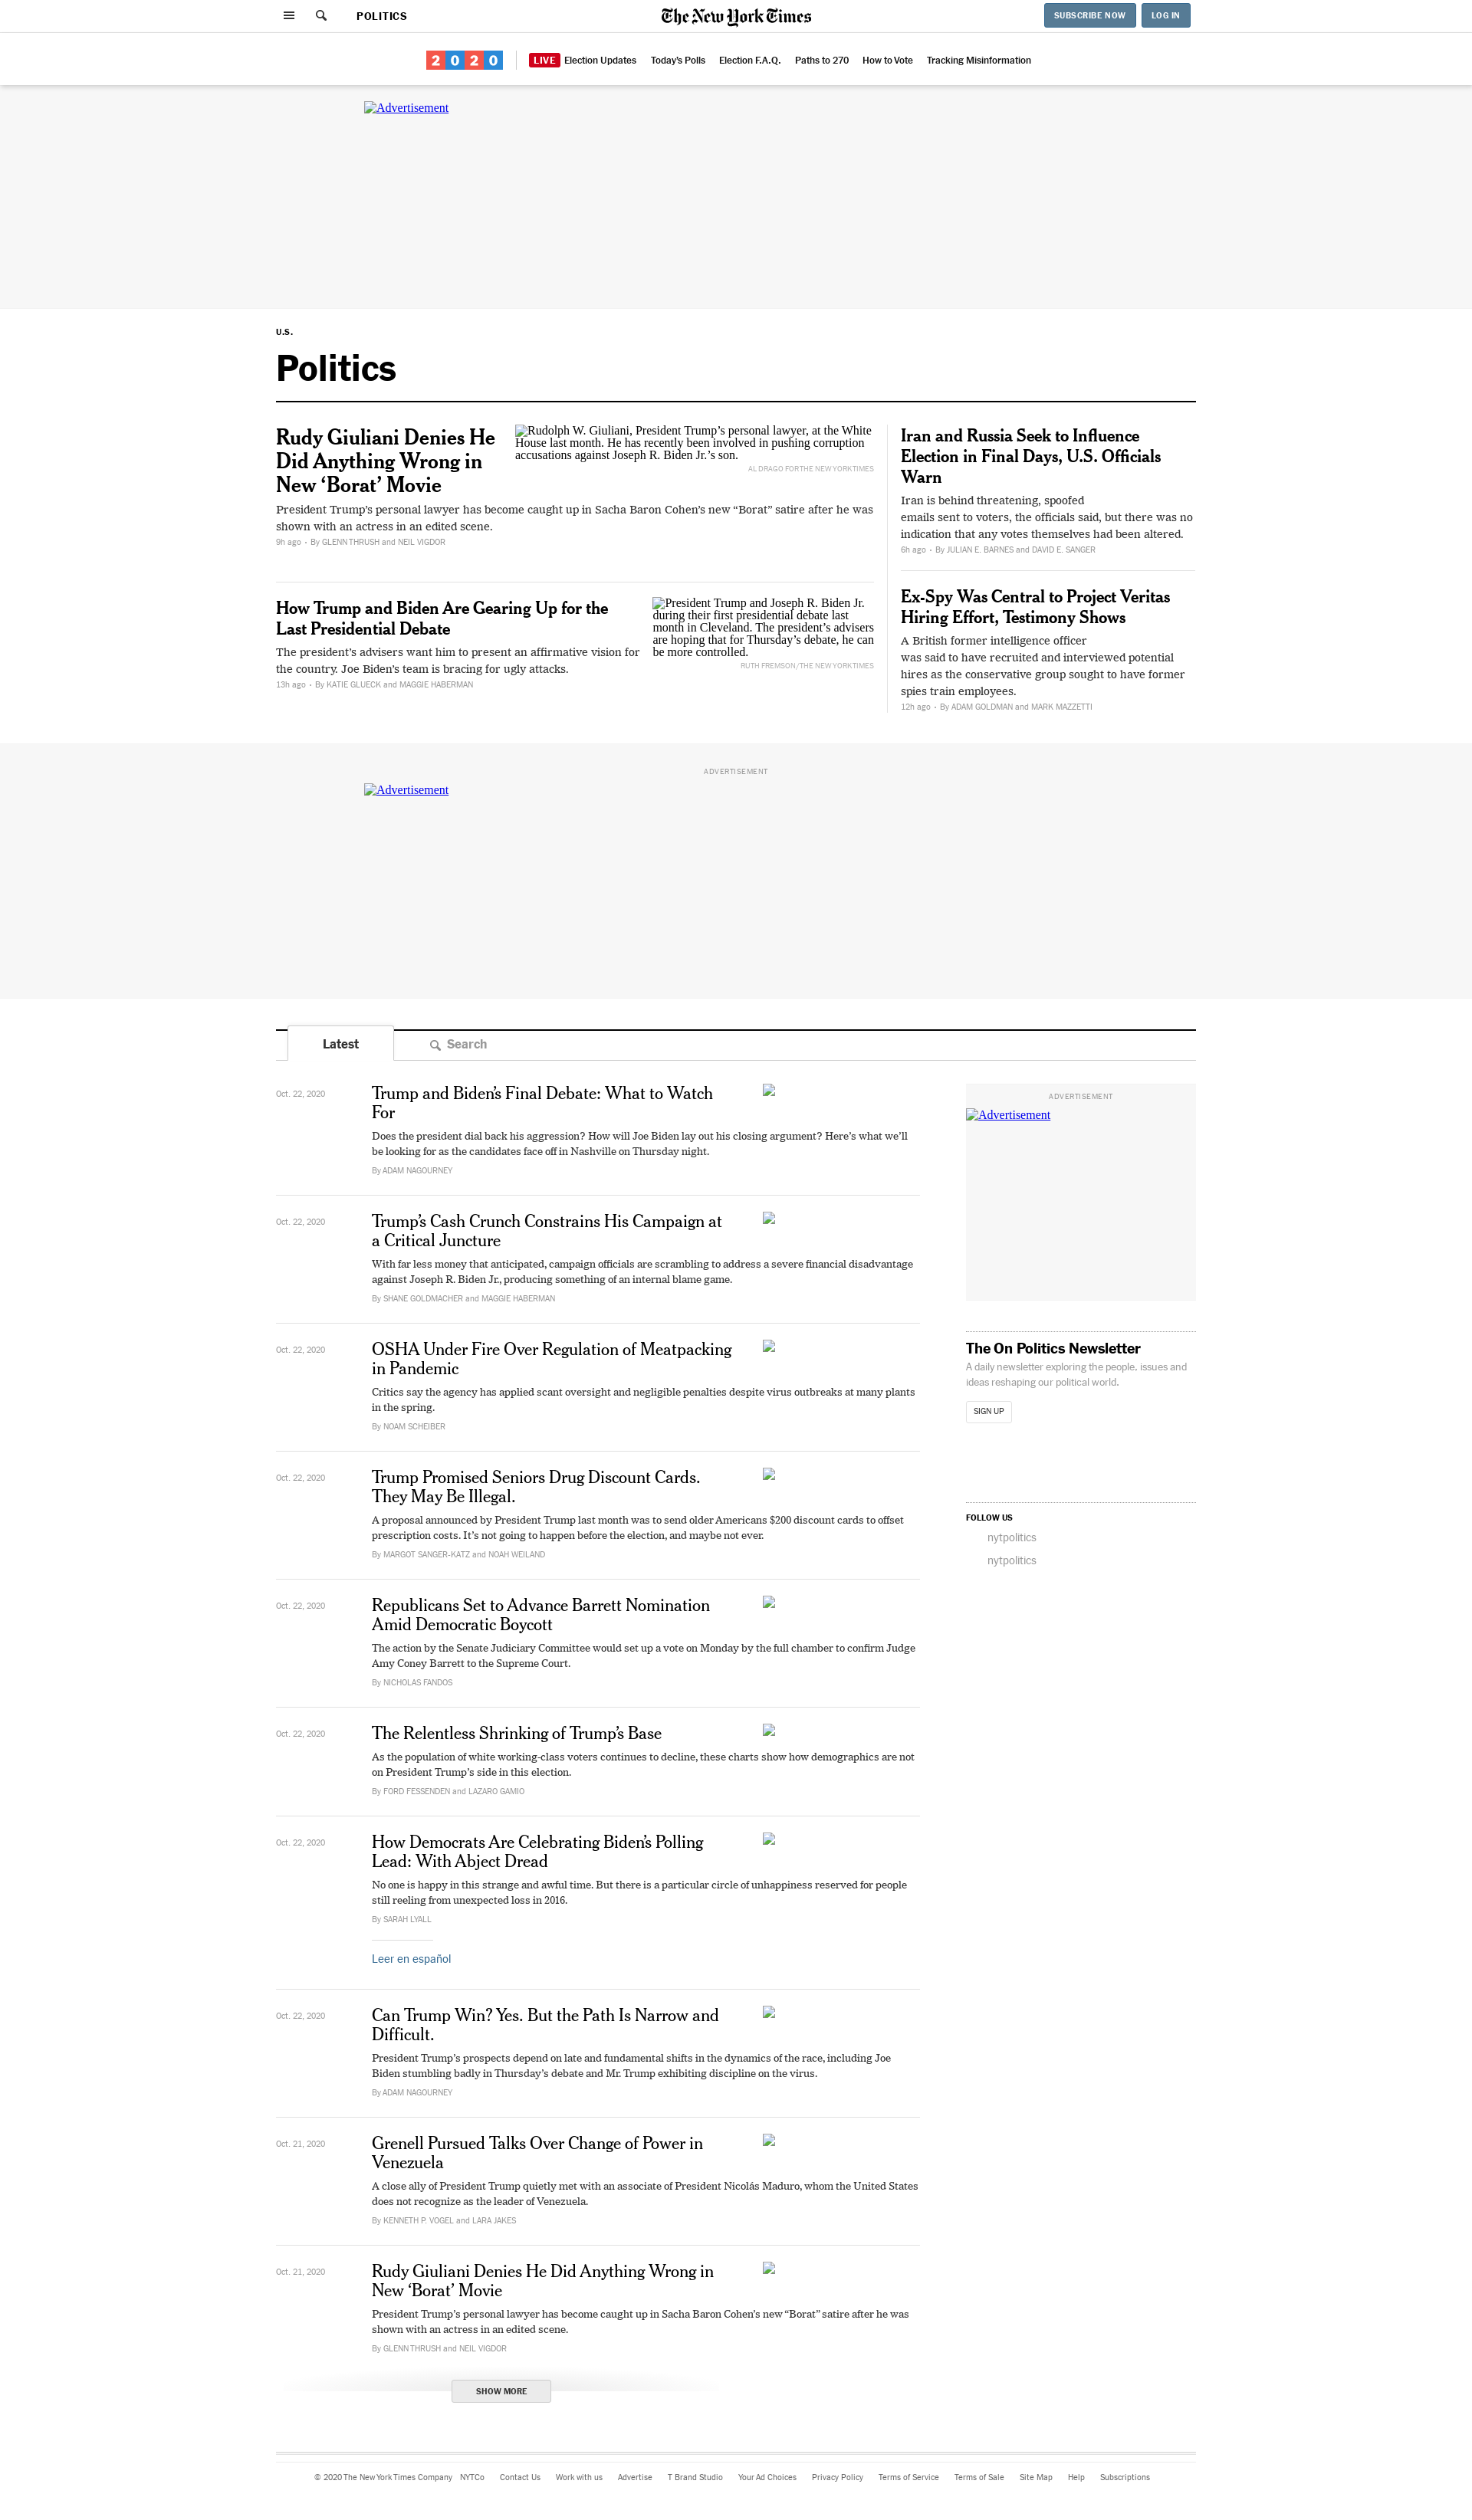 POLITICS
The New York Times
SUBSCRIBE NOW
LOG IN
2020
LIVE Election Updates
Today's Polls
Election F.A.Q.
Paths to 270
How to Vote
Tracking Misinformation
Advertisement
U.S.
Politics
Rudy Giuliani Denies He
Did Anything Wrong in
New ‘Borat’ Movie
Rudolph W. Giuliani, President Trump’s personal lawyer, at the White
House last month. He has recently been involved in pushing corruption
accusations against Joseph R. Biden Jr.’s son.
AL DRAGO FOR THE NEW YORK TIMES
President Trump’s personal lawyer has become caught up in Sacha Baron Cohen’s new “Borat” satire after he was
shown with an actress in an edited scene.
9h ago • By GLENN THRUSH and NEIL VIGDOR
How Trump and Biden Are Gearing Up for the
Last Presidential Debate
The president’s advisers want him to present an affirmative vision for
the country. Joe Biden’s team is bracing for ugly attacks.
13h ago • By KATIE GLUECK and MAGGIE HABERMAN
President Trump and Joseph R. Biden Jr.
during their first presidential debate last
month in Cleveland. The president’s advisers
are hoping that for Thursday’s debate, he can
be more controlled.
RUTH FREMSON/THE NEW YORK TIMES
Iran and Russia Seek to Influence
Election in Final Days, U.S. Officials
Warn
Iran is behind threatening, spoofed
emails sent to voters, the officials said, but there was no
indication that any votes themselves had been altered.
6h ago • By JULIAN E. BARNES and DAVID E. SANGER
Ex-Spy Was Central to Project Veritas
Hiring Effort, Testimony Shows
A British former intelligence officer
was said to have recruited and interviewed potential
hires as the conservative group sought to have former
spies train employees.
12h ago • By ADAM GOLDMAN and MARK MAZZETTI
ADVERTISEMENT
Advertisement
Latest
Search
Oct. 22, 2020
Trump and Biden’s Final Debate: What to Watch
For
Does the president dial back his aggression? How will Joe Biden lay out his closing argument? Here’s what we’ll
be looking for as the candidates face off in Nashville on Thursday night.
By ADAM NAGOURNEY
Oct. 22, 2020
Trump’s Cash Crunch Constrains His Campaign at
a Critical Juncture
With far less money that anticipated, campaign officials are scrambling to address a severe financial disadvantage
against Joseph R. Biden Jr., producing something of an internal blame game.
By SHANE GOLDMACHER and MAGGIE HABERMAN
Oct. 22, 2020
OSHA Under Fire Over Regulation of Meatpacking
in Pandemic
Critics say the agency has applied scant oversight and negligible penalties despite virus outbreaks at many plants
in the spring.
By NOAM SCHEIBER
Oct. 22, 2020
Trump Promised Seniors Drug Discount Cards.
They May Be Illegal.
A proposal announced by President Trump last month was to send older Americans $200 discount cards to offset
prescription costs. It’s not going to happen before the election, and maybe not ever.
By MARGOT SANGER-KATZ and NOAH WEILAND
Oct. 22, 2020
Republicans Set to Advance Barrett Nomination
Amid Democratic Boycott
The action by the Senate Judiciary Committee would set up a vote on Monday by the full chamber to confirm Judge
Amy Coney Barrett to the Supreme Court.
By NICHOLAS FANDOS
Oct. 22, 2020
The Relentless Shrinking of Trump’s Base
As the population of white working-class voters continues to decline, these charts show how demographics are not
on President Trump’s side in this election.
By FORD FESSENDEN and LAZARO GAMIO
Oct. 22, 2020
How Democrats Are Celebrating Biden’s Polling
Lead: With Abject Dread
No one is happy in this strange and awful time. But there is a particular circle of unhappiness reserved for people
still reeling from unexpected loss in 2016.
By SARAH LYALL
Leer en español
Oct. 22, 2020
Can Trump Win? Yes. But the Path Is Narrow and
Difficult.
President Trump’s prospects depend on late and fundamental shifts in the dynamics of the race, including Joe
Biden stumbling badly in Thursday’s debate and Mr. Trump exhibiting discipline on the virus.
By ADAM NAGOURNEY
Oct. 21, 2020
Grenell Pursued Talks Over Change of Power in
Venezuela
A close ally of President Trump quietly met with an associate of President Nicolás Maduro, whom the United States
does not recognize as the leader of Venezuela.
By KENNETH P. VOGEL and LARA JAKES
Oct. 21, 2020
Rudy Giuliani Denies He Did Anything Wrong in
New ‘Borat’ Movie
President Trump’s personal lawyer has become caught up in Sacha Baron Cohen’s new “Borat” satire after he was
shown with an actress in an edited scene.
By GLENN THRUSH and NEIL VIGDOR
SHOW MORE
ADVERTISEMENT
Advertisement
The On Politics Newsletter
A daily newsletter exploring the people, issues and
ideas reshaping our political world.
SIGN UP
FOLLOW US
nytpolitics
nytpolitics
© 2020 The New York Times Company
NYTCo
Contact Us
Work with us
Advertise
T Brand Studio
Your Ad Choices
Privacy Policy
Terms of Service
Terms of Sale
Site Map
Help
Subscriptions